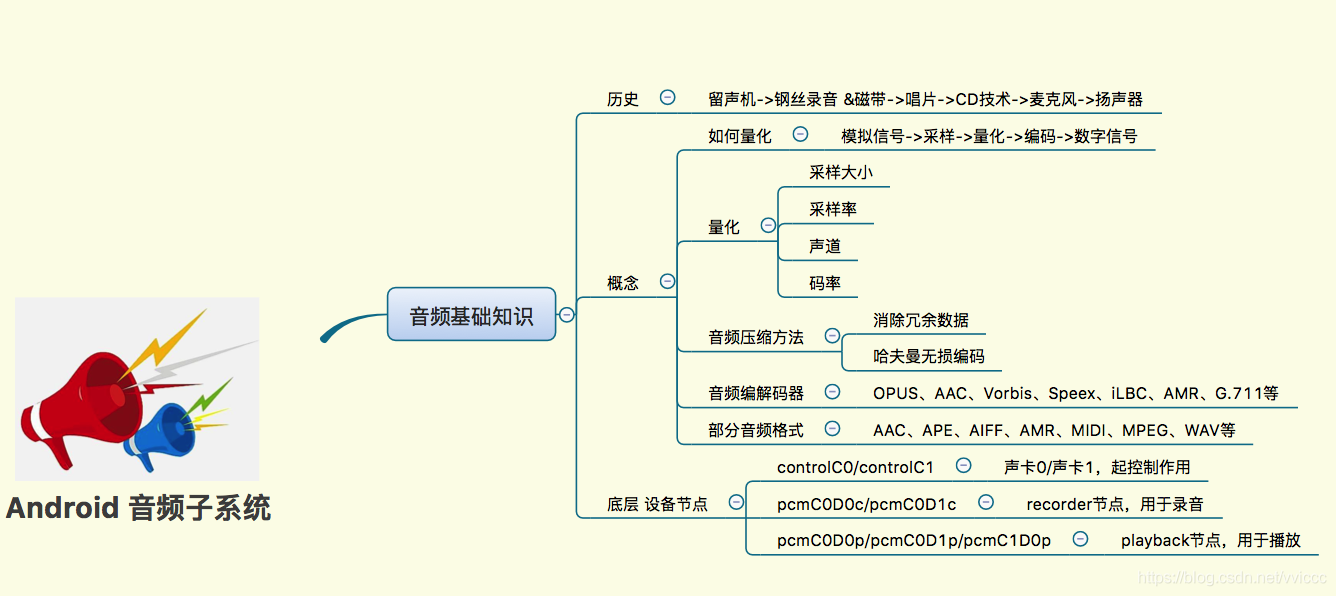 历史
留声机->钢丝录音 &磁带->唱片->CD技术->麦克风->扬声器
如何量化
模拟信号->采样->量化->编码->数字信号
采样大小
采样率
量化
声道
码率
概念
音频基础知识
消除冗余数据
音频压缩方法
哈夫曼无损编码
音频编解码器
OPUS、AAC、Vorbis、Speex、iLBC、AMR、G.711等
部分音频格式
AAC、APE、AIFF、AMR、MIDI、MPEG、WAV等
controlC0/controlC1
声卡0/声卡1，起控制作用
底层 设备节点
pcmC0D0c/pcmC0D1c
recorder节点，用于录音
pcmC0D0p/pcmC0D1p/pcmC1D0p
playback节点，用于播放
Android 音频子系统
https://blog.csdn.net/vviccc